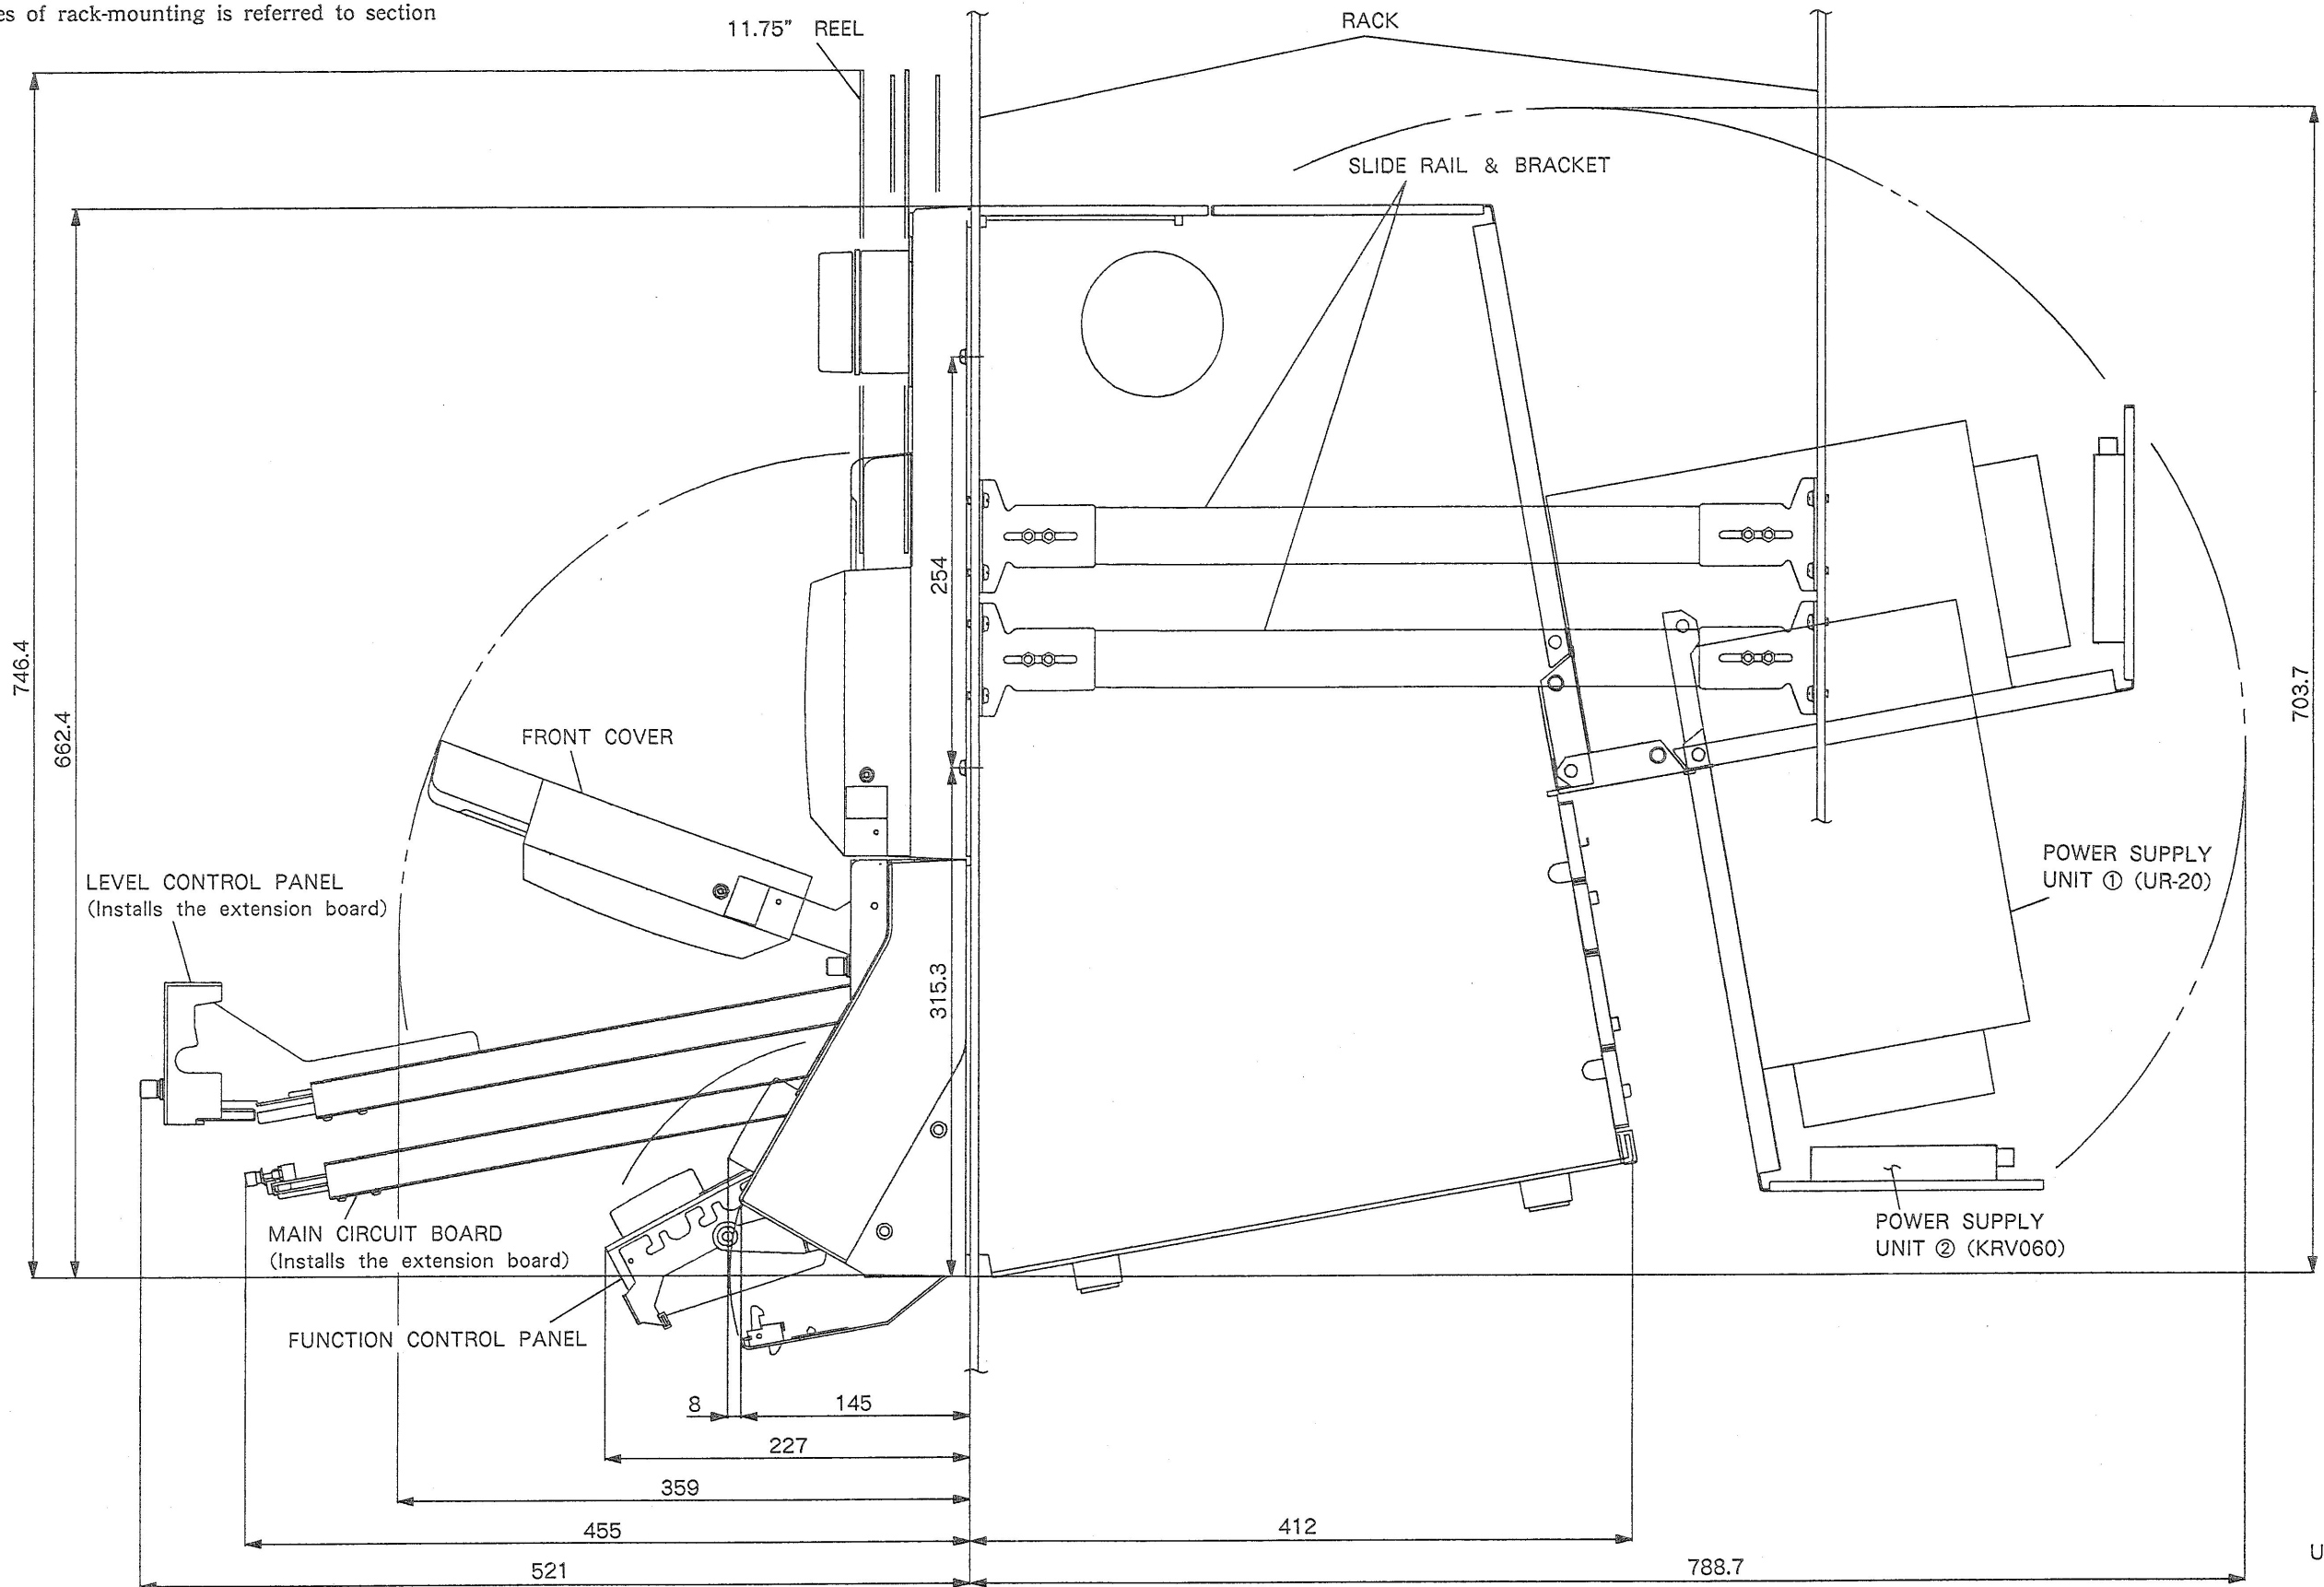 es of rack-mounting is referred to section
11.75” REEL
RACK
SLIDE RAIL & BRACKET
254
746.4
662.4
703.7
FRONT COVER
LEVEL CONTROL PANEL
(Installs the extension board)
315.3
POWER SUPPLY
UNIT ① (UR-20)
MAIN CIRCUIT BOARD
(Installs the extension board)
POWER SUPPLY
UNIT ② (KRV060)
FUNCTION CONTROL PANEL
8
145
227
359
455
412
521
788.7
U